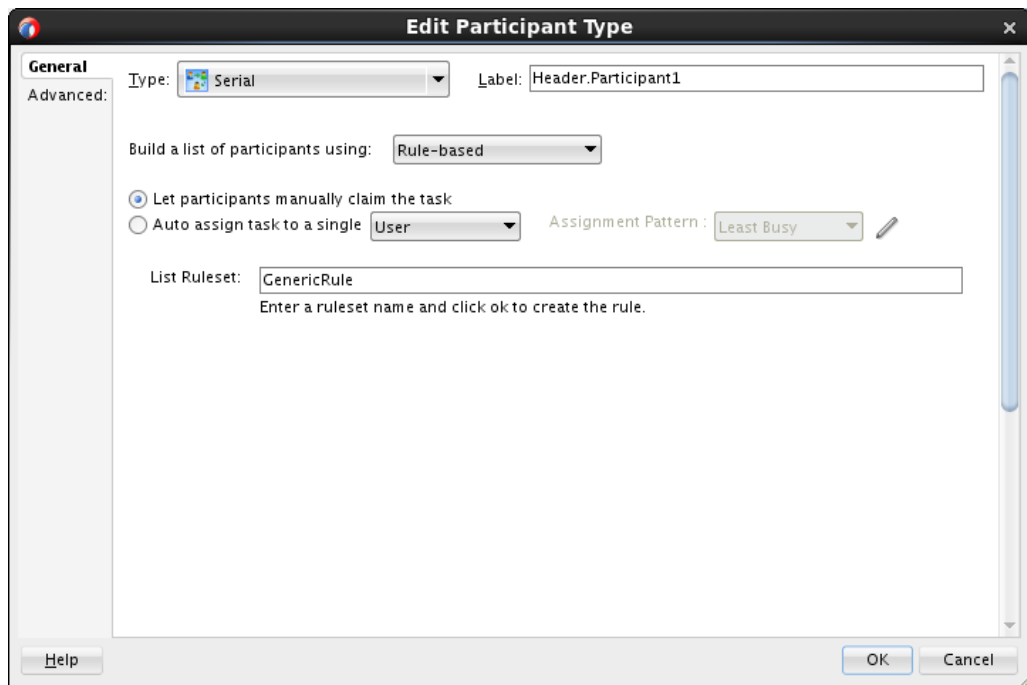 Edit Participant Type
General
Advanced:
Type: Serial Label: Header.Participant1
Build a list of participants using: Rule-based
Let participants manually claim the task
Auto assign task to a single User Assignment Pattern : Least Busy
List Ruleset: GenericRule
Enter a ruleset name and click ok to create the rule.
Help OK Cancel